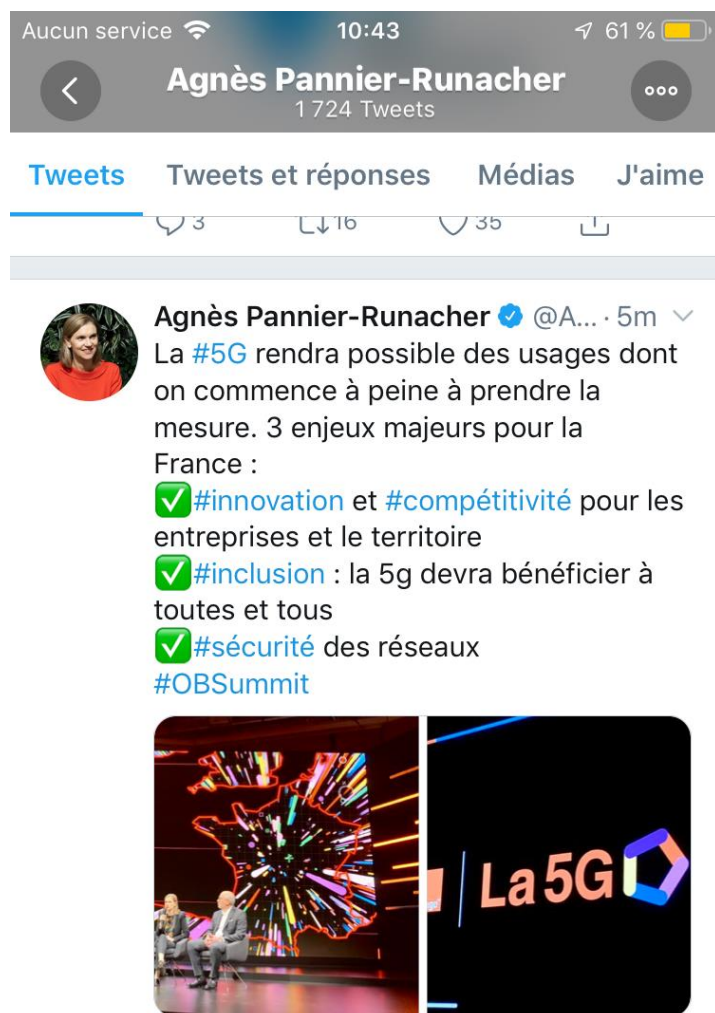 Aucun service 10:43 61 %
Agnès Pannier-Runacher
1 724 Tweets
Tweets Tweets et réponses Médias J'aime
3 16 35
Agnès Pannier-Runacher @A... · 5m
La #5G rendra possible des usages dont
on commence à peine à prendre la
mesure. 3 enjeux majeurs pour la
France :
✅#innovation et #compétitivité pour les
entreprises et le territoire
✅#inclusion : la 5g devra bénéficier à
toutes et tous
✅#sécurité des réseaux
#OBSummit
La 5G